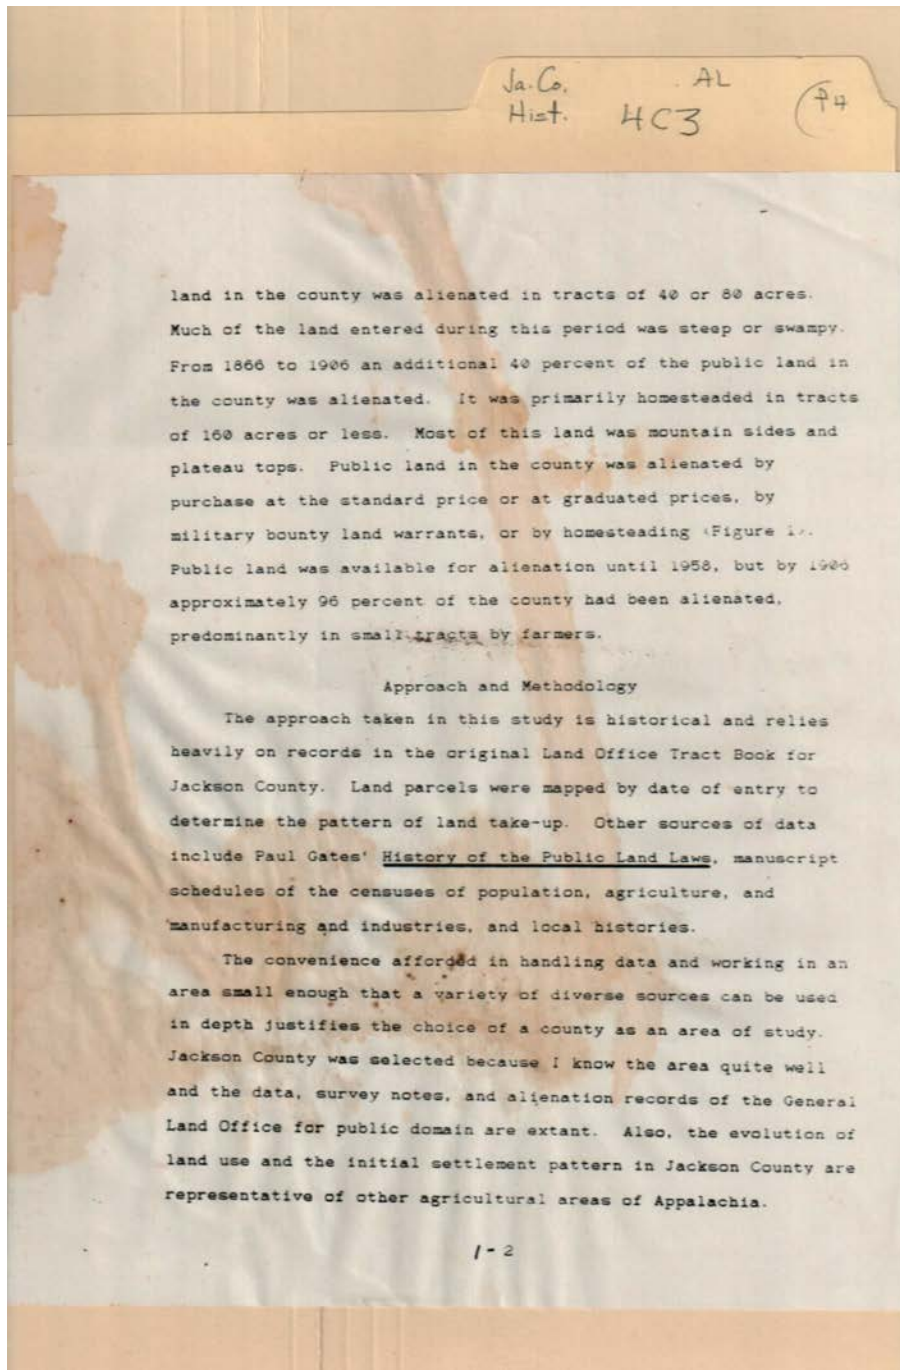 Ja. Co. AL
Hist. 4C3 P4
land in the county was alienated in tracts of 40 or 80 acres.
Much of the land entered during this period was steep or swampy.
From 1866 to 1906 an additional 40 percent of the public land in
the county was alienated. It was primarily homesteaded in tracts
of 160 acres or less. Most of this land was mountain sides and
plateau tops. Public land in the county was alienated by
purchase at the standard price or at graduated prices, by
military bounty land warrants, or by homesteading (Figure 1).
Public land was available for alienation until 1958, but by 1906
approximately 96 percent of the county had been alienated,
predominantly in small tracts by farmers.
Approach and Methodology
The approach taken in this study is historical and relies
heavily on records in the original Land Office Tract Book for
Jackson County. Land parcels were mapped by date of entry to
determine the pattern of land take-up. Other sources of data
include Paul Gates' History of the Public Land Laws, manuscript
schedules of the censuses of population, agriculture, and
manufacturing and industries, and local histories.
The convenience afforded in handling data and working in an
area small enough that a variety of diverse sources can be used
in depth justifies the choice of a county as an area of study.
Jackson County was selected because I know the area quite well
and the data, survey notes, and alienation records of the General
Land Office for public domain are extant. Also, the evolution of
land use and the initial settlement pattern in Jackson County are
representative of other agricultural areas of Appalachia.
1-2